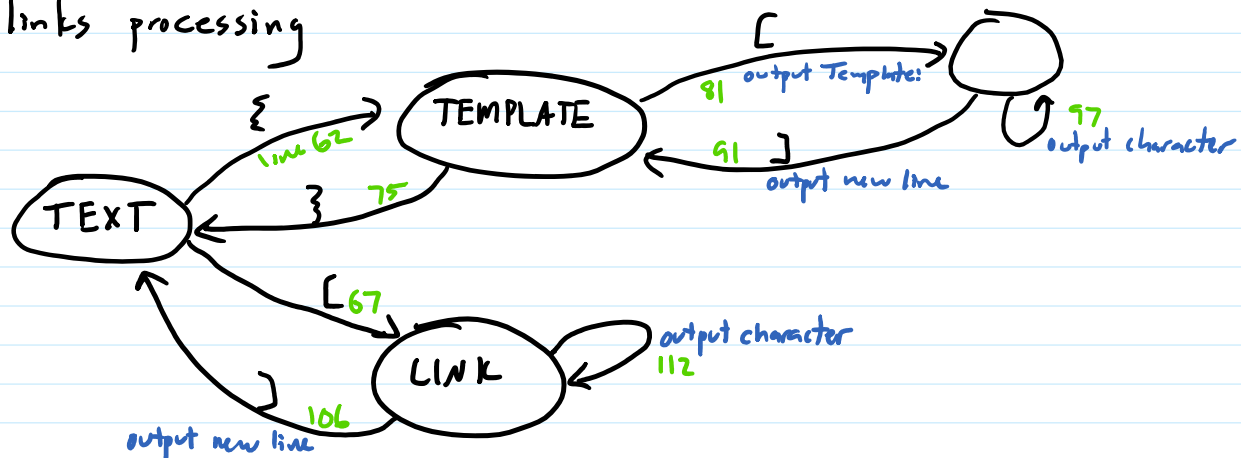 links processing
[
81 output Template:
{
TEMPLATE
97
line 62
output character
91 ]
output new line
} 75
TEXT
[ 67
output character
112
LINK
]
106
output new line